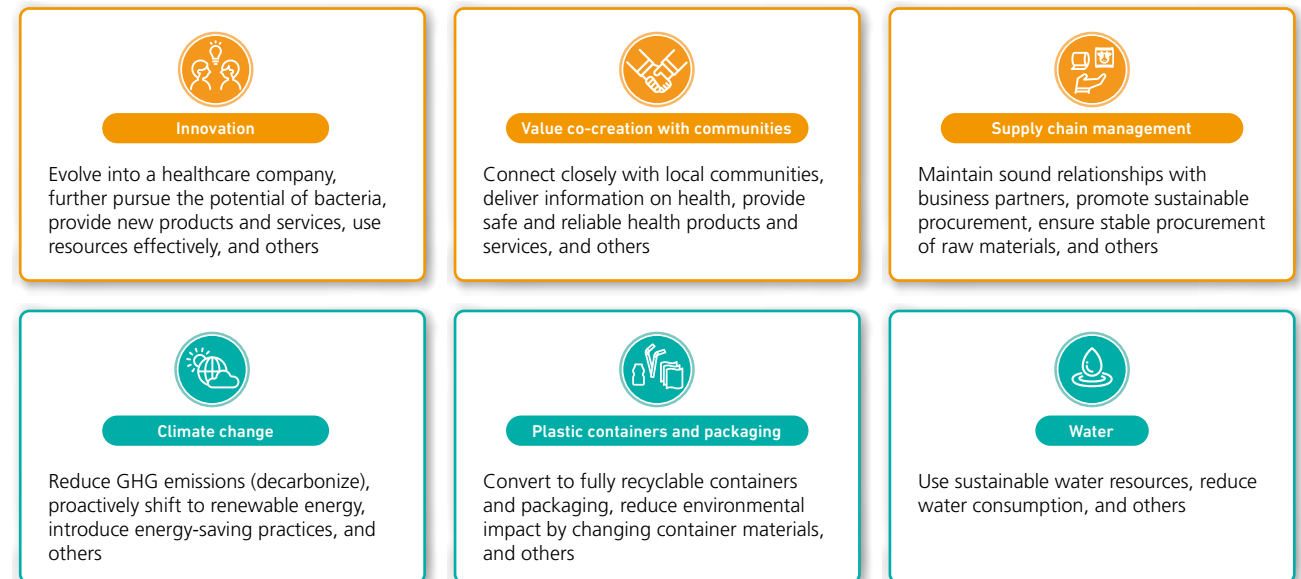 Innovation
Evolve into a healthcare company,
further pursue the potential of bacteria,
provide new products and services, use
resources effectively, and others
Value co-creation with communities
Connect closely with local communities,
deliver information on health, provide
safe and reliable health products and
services, and others
Supply chain management
Maintain sound relationships with
business partners, promote sustainable
procurement, ensure stable procurement
of raw materials, and others
Climate change
Reduce GHG emissions (decarbonize),
proactively shift to renewable energy,
introduce energy-saving practices, and
others
Plastic containers and packaging
Convert to fully recyclable containers
and packaging, reduce environmental
impact by changing container materials,
and others
Water
Use sustainable water resources, reduce
water consumption, and others